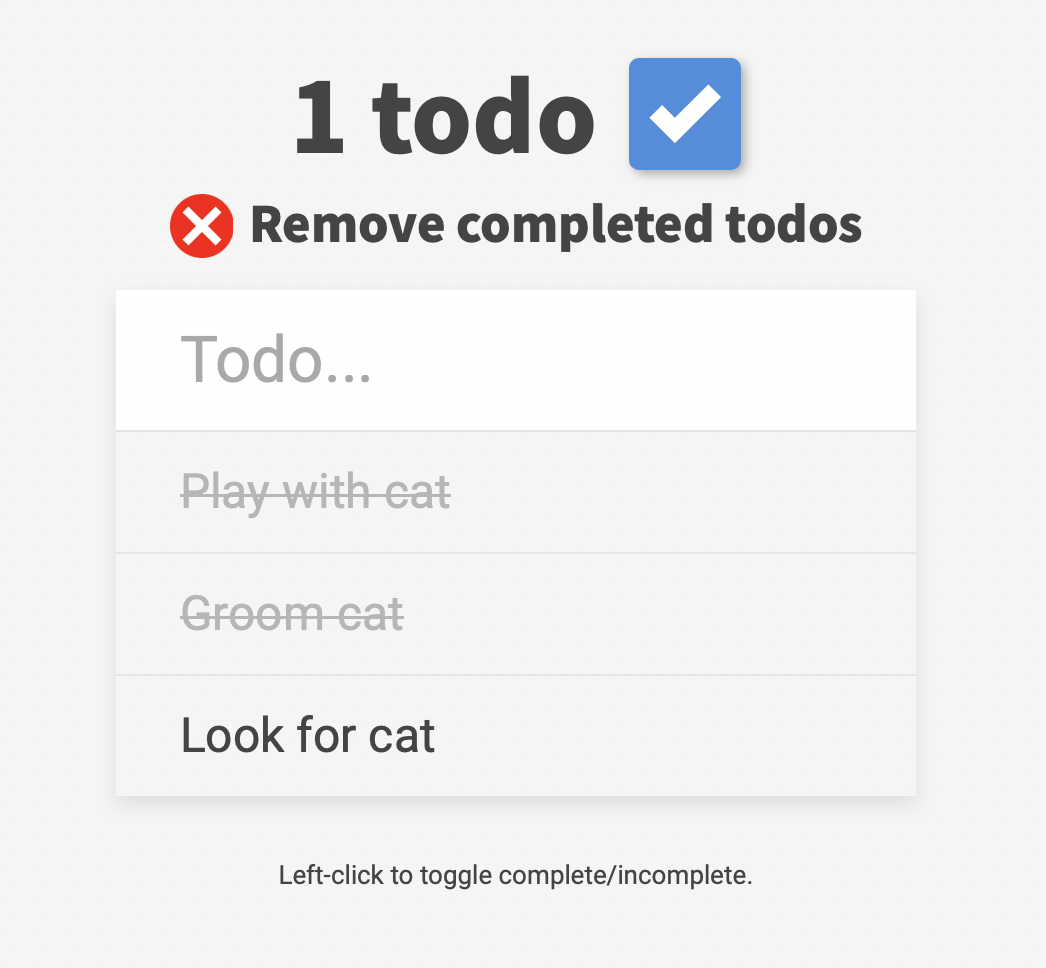 1 todo
Remove completed todos
Todo...
Play with cat
Groom cat
Look for cat
Left-click to toggle complete/incomplete.